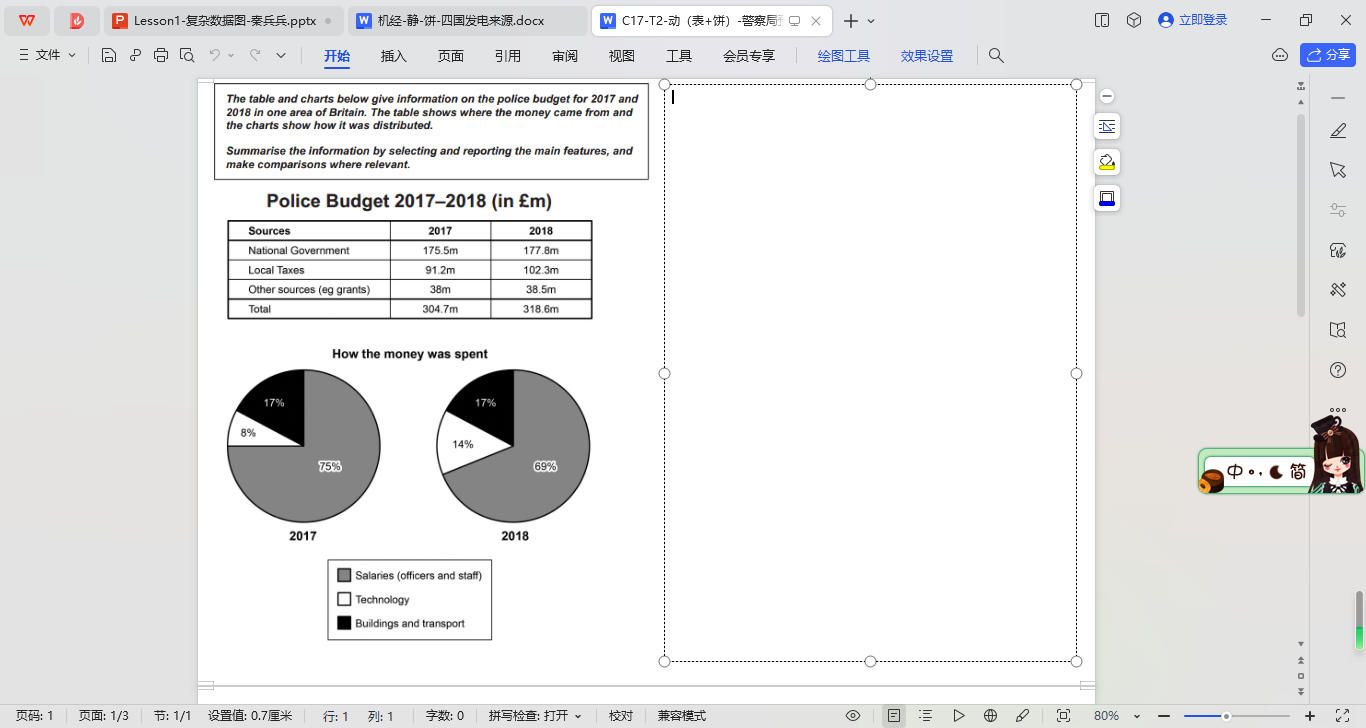 Lesson1-复杂数据图-秦兵兵.pptx
机经-静-饼-四国发电来源.docx
C17-T2-动（表+饼）-警察局
立即登录
文件
开始
插入
页面
引用
审阅
视图
工具
会员专享
绘图工具
效果设置
分享
The table and charts below give information on the police budget for 2017 and
2018 in one area of Britain. The table shows where the money came from and
the charts show how it was distributed.
Summarise the information by selecting and reporting the main features, and
make comparisons where relevant.
Police Budget 2017–2018 (in £m)
Sources 2017 2018
National Government 175.5m 177.8m
Local Taxes 91.2m 102.3m
Other sources (eg grants) 38m 38.5m
Total 304.7m 318.6m
How the money was spent
17%
8%
75%
2017
17%
14%
69%
2018
Salaries (officers and staff)
Technology
Buildings and transport
中 简
页码: 1
页面: 1/3
节: 1/1
设置值: 0.7厘米
行: 1
列: 1
字数: 0
拼写检查: 打开
校对
兼容模式
80%